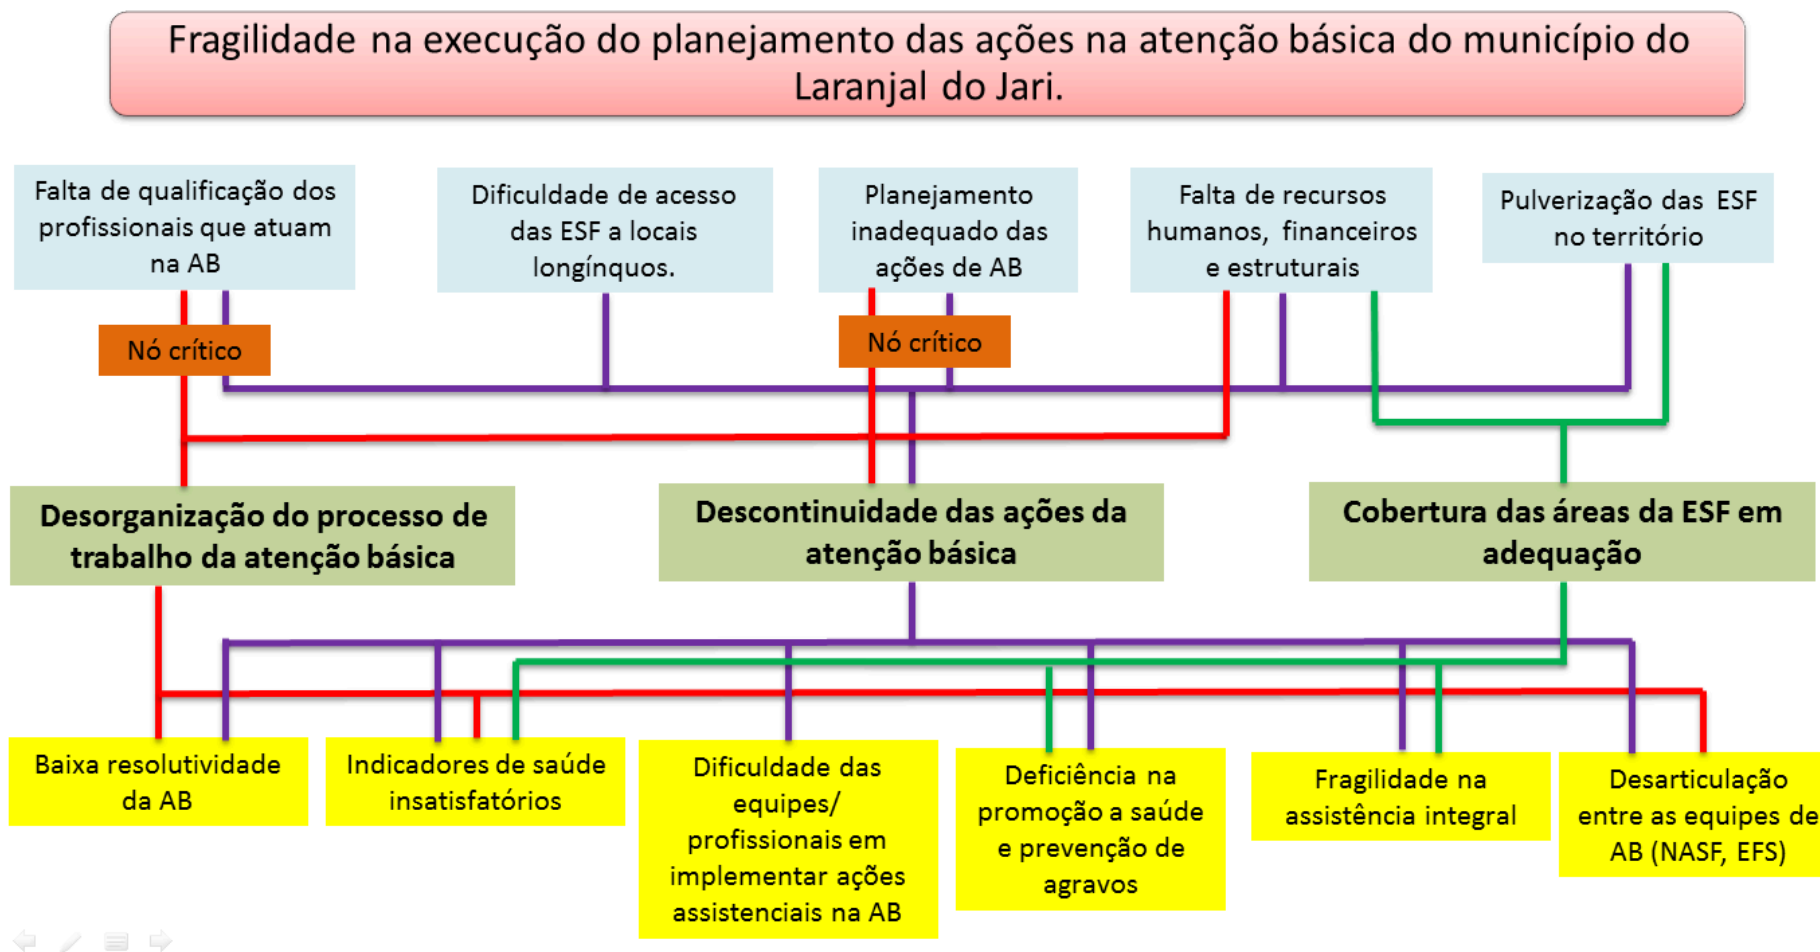 Fragilidade na execução do planejamento das ações na atenção básica do município do
Laranjal do Jari.
Falta de qualificação dos
profissionais que atuam
na AB
Dificuldade de acesso
das ESF a locais
longínquos.
Planejamento
inadequado das
ações de AB
Falta de recursos
humanos, financeiros
e estruturais
Pulverização das ESF
no território
Nó crítico
Nó crítico
Desorganização do processo de
trabalho da atenção básica
Descontinuidade das ações da
atenção básica
Cobertura das áreas da ESF em
adequação
Baixa resolutividade
da AB
Indicadores de saúde
insatisfatórios
Dificuldade das
equipes/
profissionais em
implementar ações
assistenciais na AB
Deficiência na
promoção a saúde
e prevenção de
agravos
Fragilidade na
assistência integral
Desarticulação
entre as equipes de
AB (NASF, EFS)